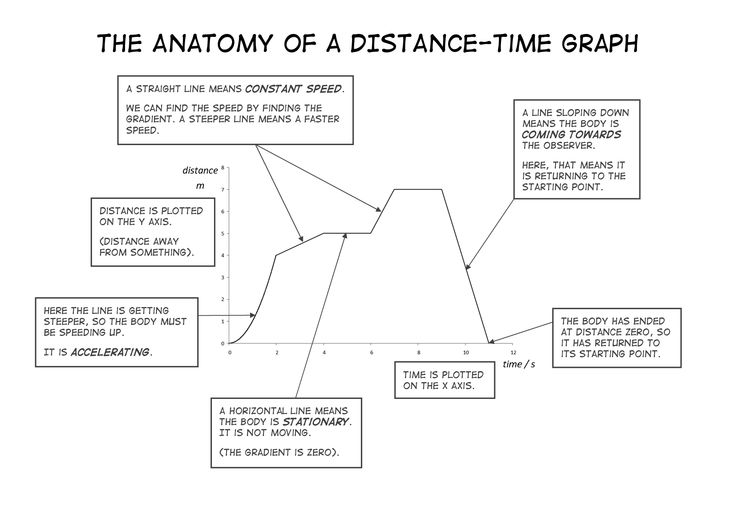 THE ANATOMY OF A DISTANCE-TIME GRAPH
A STRAIGHT LINE MEANS CONSTANT SPEED.
WE CAN FIND THE SPEED BY FINDING THE
GRADIENT. A STEEPER LINE MEANS A FASTER
SPEED.
A LINE SLOPING DOWN
MEANS THE BODY IS
COMING TOWARDS
THE OBSERVER.
HERE, THAT MEANS IT
IS RETURNING TO THE
STARTING POINT.
distance
m
DISTANCE IS PLOTTED
ON THE Y AXIS.
(DISTANCE AWAY
FROM SOMETHING).
8
7
6
5
4
3
2
1
0
HERE THE LINE IS GETTING
STEEPER, SO THE BODY MUST
BE SPEEDING UP.
IT IS ACCELERATING.
THE BODY HAS ENDED
AT DISTANCE ZERO, SO
IT HAS RETURNED TO
ITS STARTING POINT.
0 2 4 6 8 10 12
time / s
TIME IS PLOTTED
ON THE X AXIS.
A HORIZONTAL LINE MEANS
THE BODY IS STATIONARY.
IT IS NOT MOVING.
(THE GRADIENT IS ZERO).